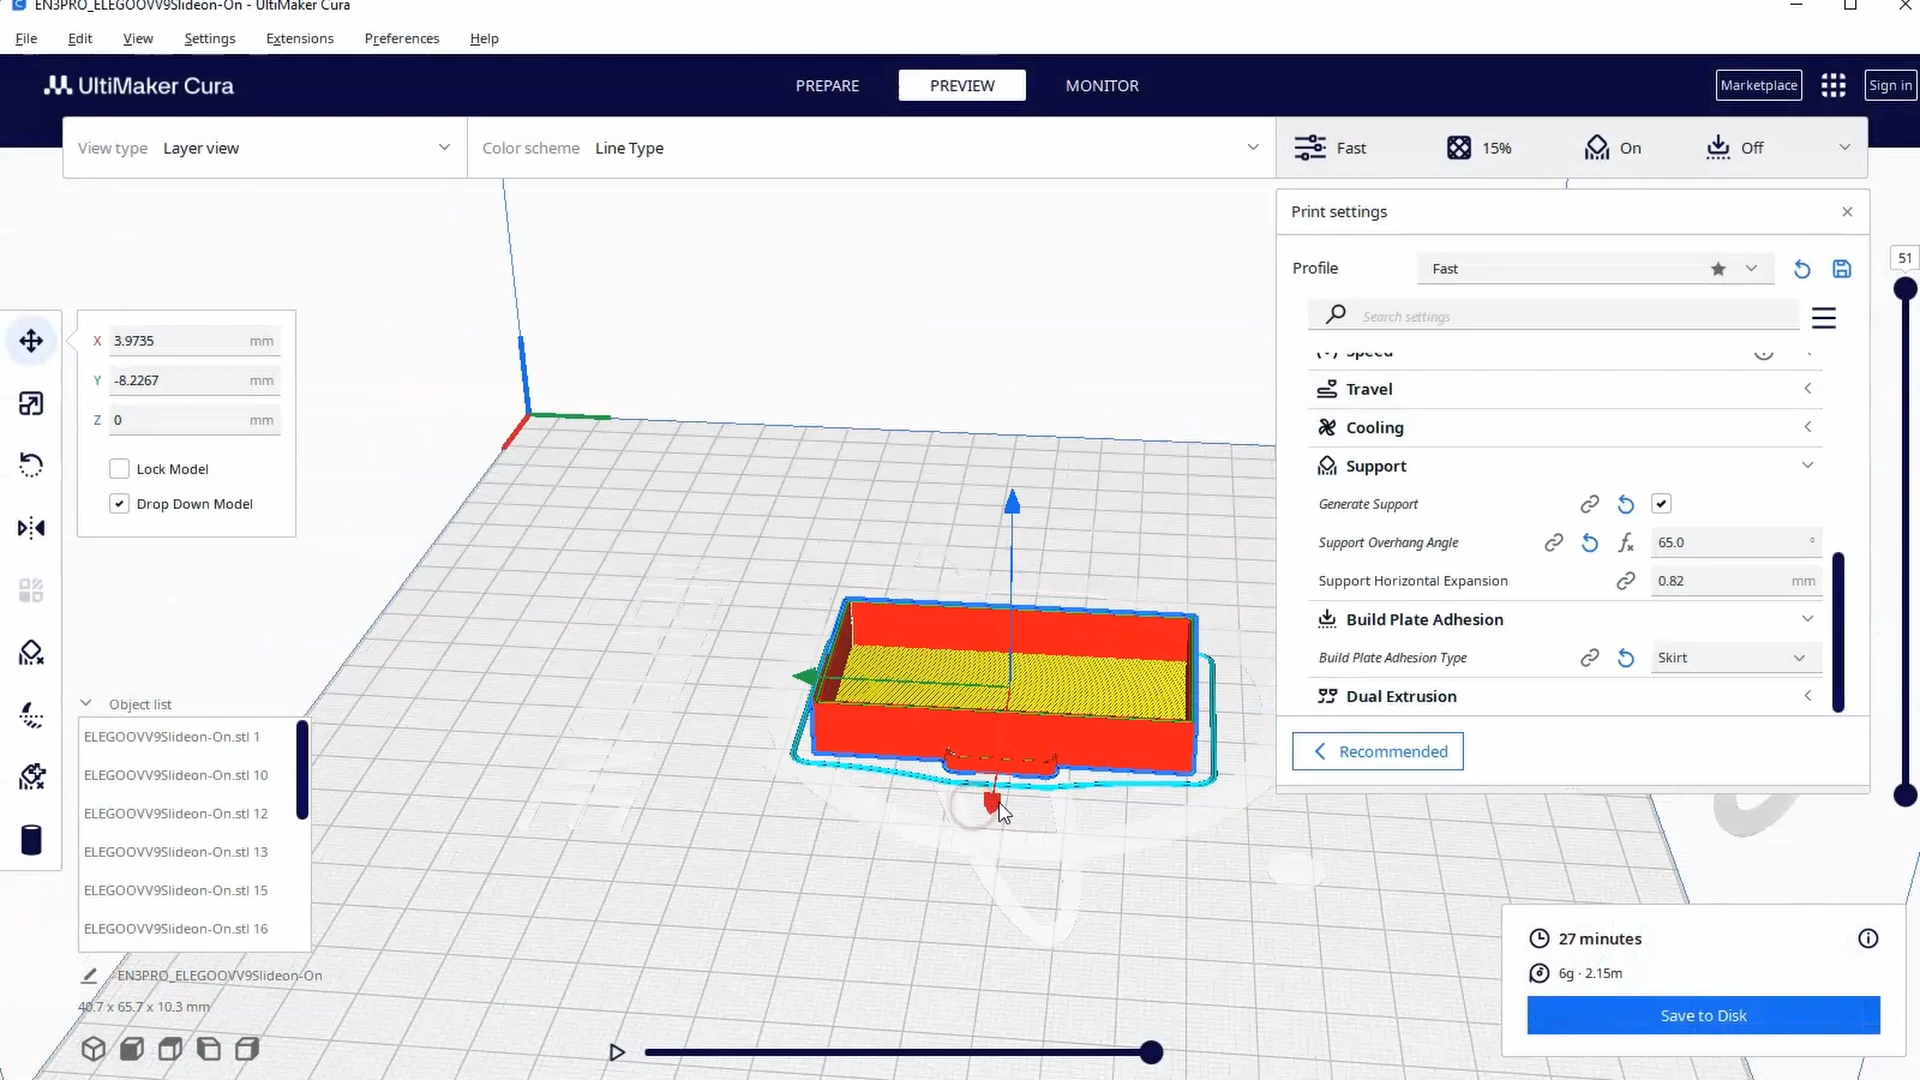 EN3PRO_ELEGOOVV9Slideon-On - UltiMaker Cura
File Edit View Settings Extensions Preferences Help
UltiMaker Cura PREPARE PREVIEW MONITOR Marketplace Sign in
View type Layer view Color scheme Line Type Fast 15% On Off
Print settings
51
Profile Fast
Search settings
Speed
Travel
Cooling
Support
Generate Support
Support Overhang Angle 65.0 °
Support Horizontal Expansion 0.82 mm
Build Plate Adhesion
Build Plate Adhesion Type Skirt
Dual Extrusion
Recommended
X 3.9735 mm
Y -8.2267 mm
Z 0 mm
Lock Model
Drop Down Model
Object list
ELEGOOVV9Slideon-On.stl 1
ELEGOOVV9Slideon-On.stl 10
ELEGOOVV9Slideon-On.stl 12
ELEGOOVV9Slideon-On.stl 13
ELEGOOVV9Slideon-On.stl 15
ELEGOOVV9Slideon-On.stl 16
EN3PRO_ELEGOOVV9Slideon-On
40.7 x 65.7 x 10.3 mm
27 minutes
6g · 2.15m
Save to Disk